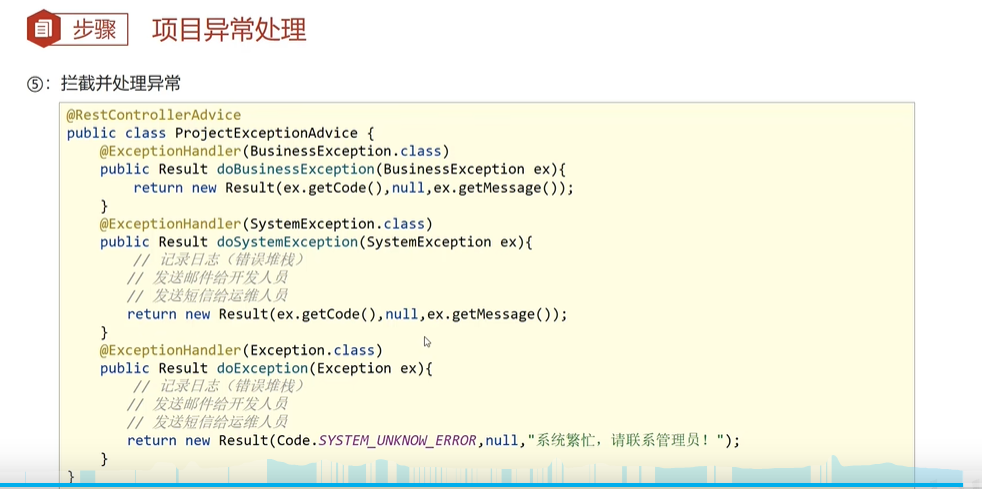 步骤 项目异常处理
⑤：拦截并处理异常
@RestControllerAdvice
public class ProjectExceptionAdvice {
    @ExceptionHandler(BusinessException.class)
    public Result doBusinessException(BusinessException ex){
        return new Result(ex.getCode(),null,ex.getMessage());
    }
    @ExceptionHandler(SystemException.class)
    public Result doSystemException(SystemException ex){
        // 记录日志（错误堆栈）
        // 发送邮件给开发人员
        // 发送短信给运维人员
        return new Result(ex.getCode(),null,ex.getMessage());
    }
    @ExceptionHandler(Exception.class)
    public Result doException(Exception ex){
        // 记录日志（错误堆栈）
        // 发送邮件给开发人员
        // 发送短信给运维人员
        return new Result(Code.SYSTEM_UNKNOW_ERROR,null,"系统繁忙，请联系管理员！");
    }
}